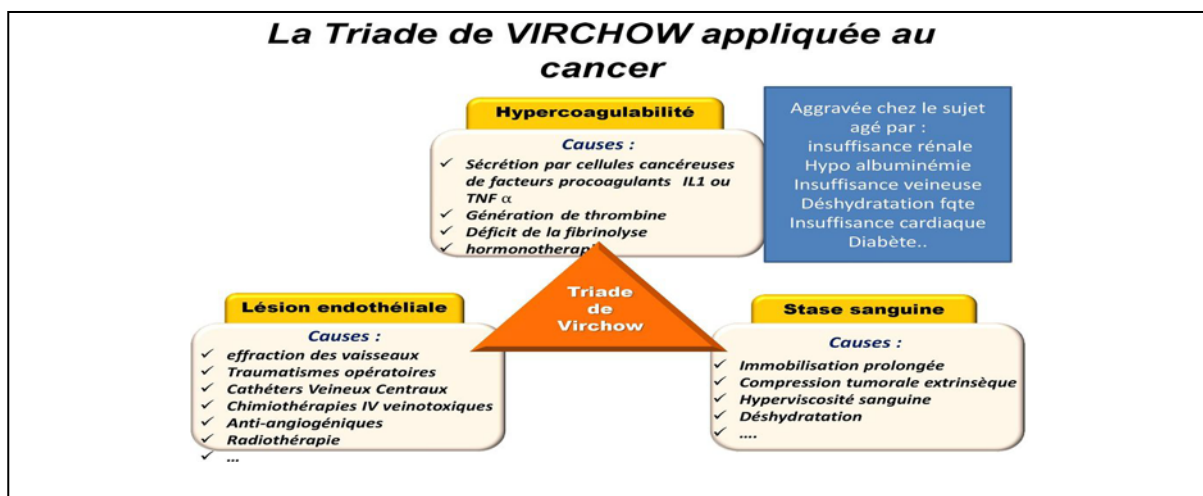 La Triade de VIRCHOW appliquée au
cancer
Hypercoagulabilité
Causes :
✓ Sécrétion par cellules cancéreuses
de facteurs procoagulants IL1 ou
TNF α
✓ Génération de thrombine
✓ Déficit de la fibrinolyse
✓ hormonotherapi
Aggravée chez le sujet
agé par :
insuffisance rénale
Hypo albuminémie
Insuffisance veineuse
Déshydratation fqte
Insuffisance cardiaque
Diabète..
Triade
de
Virchow
Lésion endothéliale
Causes :
✓ effraction des vaisseaux
✓ Traumatismes opératoires
✓ Cathéters Veineux Centraux
✓ Chimiothérapies IV veinotoxiques
✓ Anti-angiogéniques
✓ Radiothérapie
✓ ...
Stase sanguine
Causes :
✓ Immobilisation prolongée
✓ Compression tumorale extrinsèque
✓ Hyperviscosité sanguine
✓ Déshydratation
✓ ....